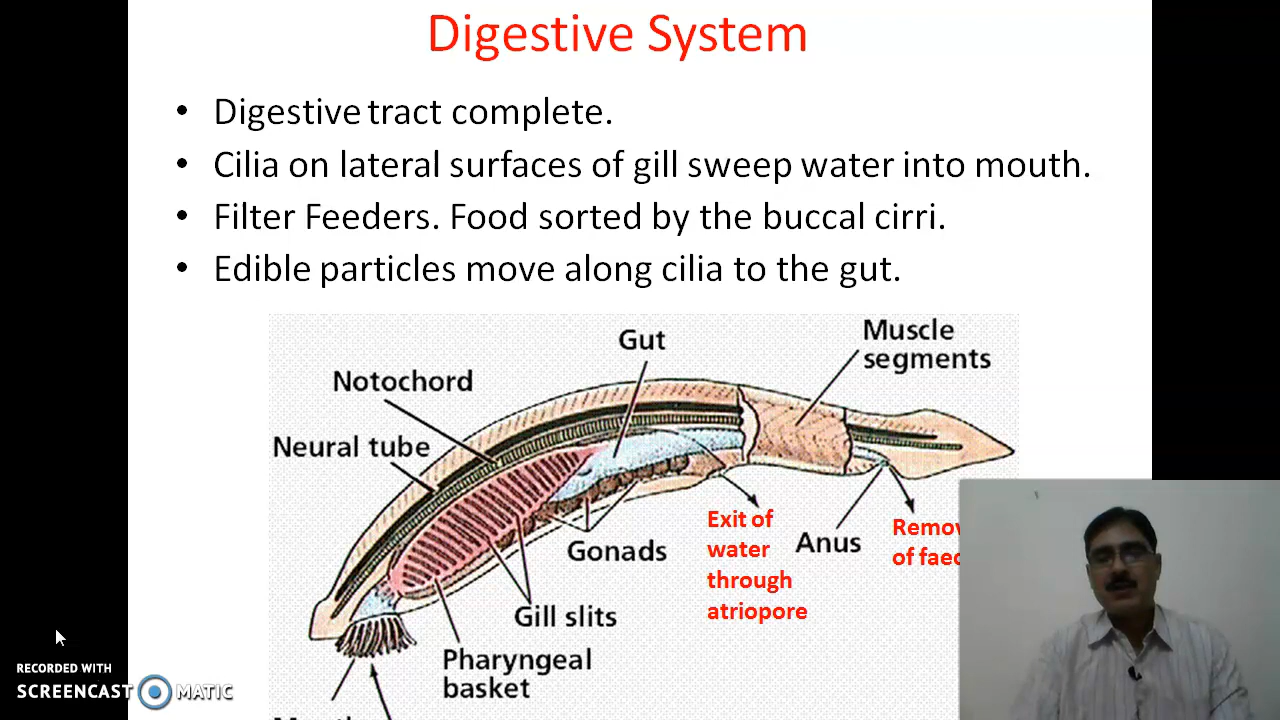 Digestive System
• Digestive tract complete.
• Cilia on lateral surfaces of gill sweep water into mouth.
• Filter Feeders. Food sorted by the buccal cirri.
• Edible particles move along cilia to the gut.
Gut
Muscle
segments
Notochord
Neural tube
Exit of
water
through
atriopore
Anus
of
Gonads
Gill slits
Pharyngeal
basket
RECORDED WITH
SCREENCAST MATIC